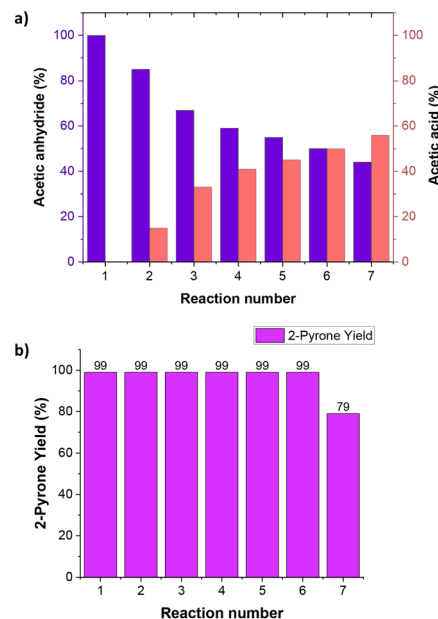 a)
100
80
60
40
20
0
Acetic anhydride (%)
100
80
60
40
20
0
Acetic acid (%)
1 2 3 4 5 6 7
Reaction number
b)
2-Pyrone Yield
100
80
60
40
20
0
2-Pyrone Yield (%)
99 99 99 99 99 99 79
1 2 3 4 5 6 7
Reaction number